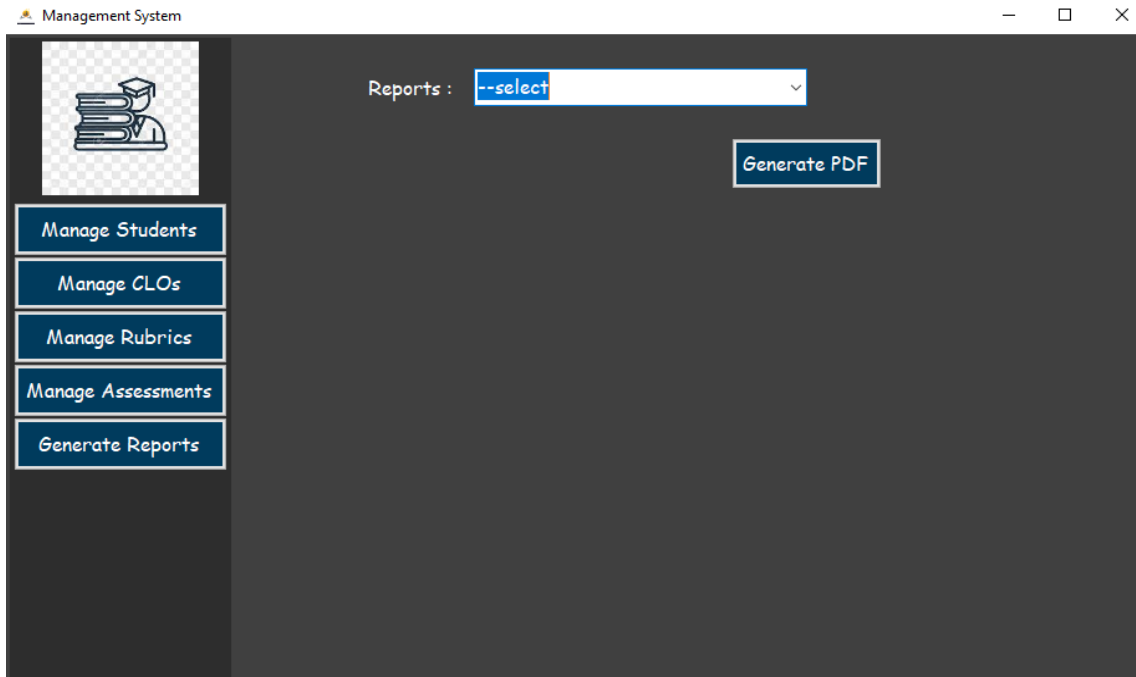 Management System
Reports :
--select
Generate PDF
Manage Students
Manage CLOs
Manage Rubrics
Manage Assessments
Generate Reports